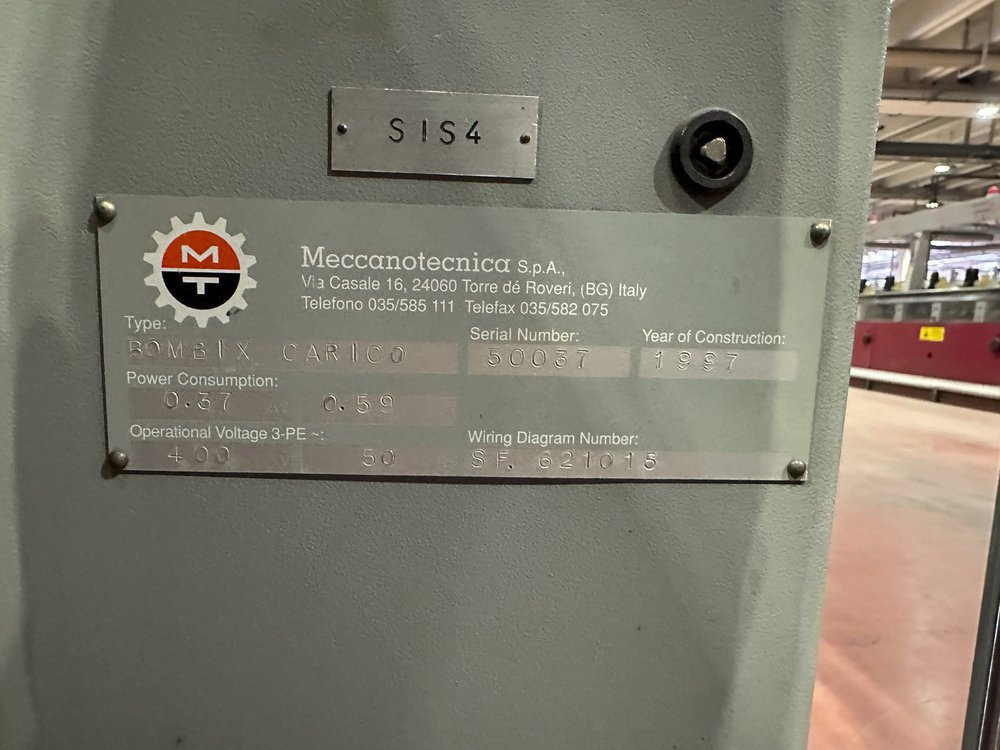 SIS4
M
T
Meccanotecnica S.p.A.,
Via Casale 16, 24060 Torre dé Roveri, (BG) Italy
Telefono 035/585 111 Telefax 035/582 075
Type:
BOMBIX CARICO
Serial Number:
50037
Year of Construction:
1997
Power Consumption:
0.37 0.59
Operational Voltage 3-PE ~:
400 50
Wiring Diagram Number:
SF. 621015